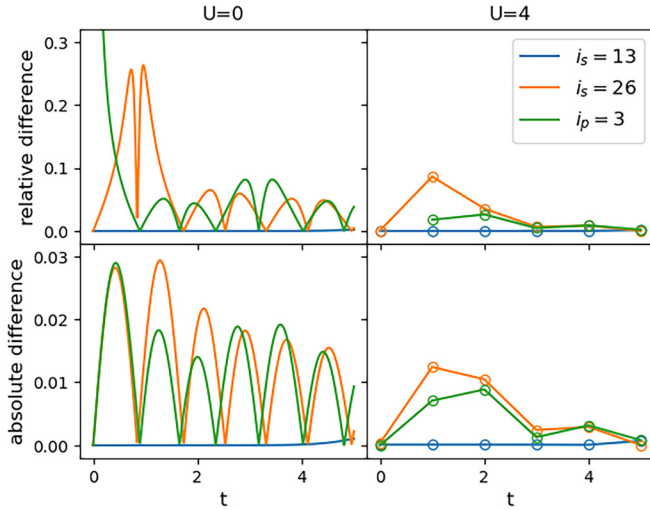 U=0
U=4
relative difference
0.3
0.2
0.1
0.0
i_s = 13
i_s = 26
i_p = 3
absolute difference
0.03
0.02
0.01
0.00
0
2
4
0
2
4
t
t